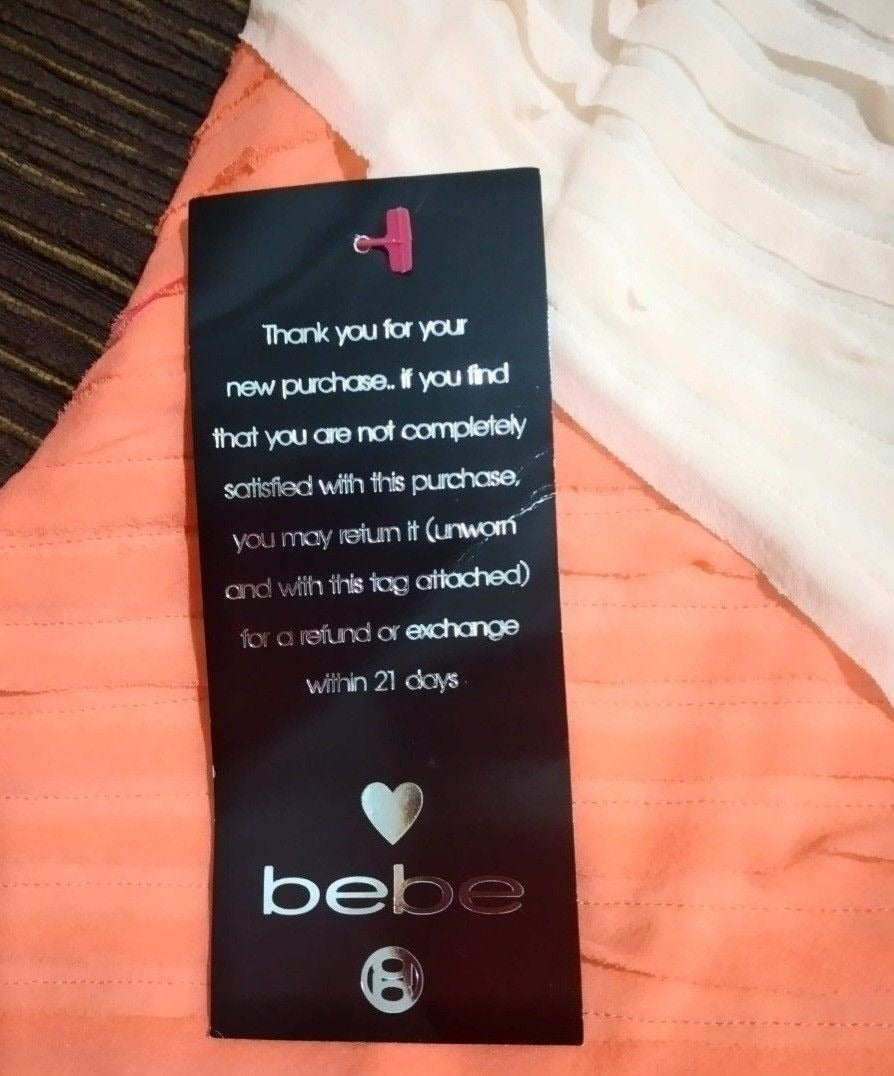 Thank you for your
new purchase.. if you find
that you are not completely
satisfied with this purchase,
you may return it (unworn
and with this tag attached)
for a refund or exchange
within 21 days
bebe